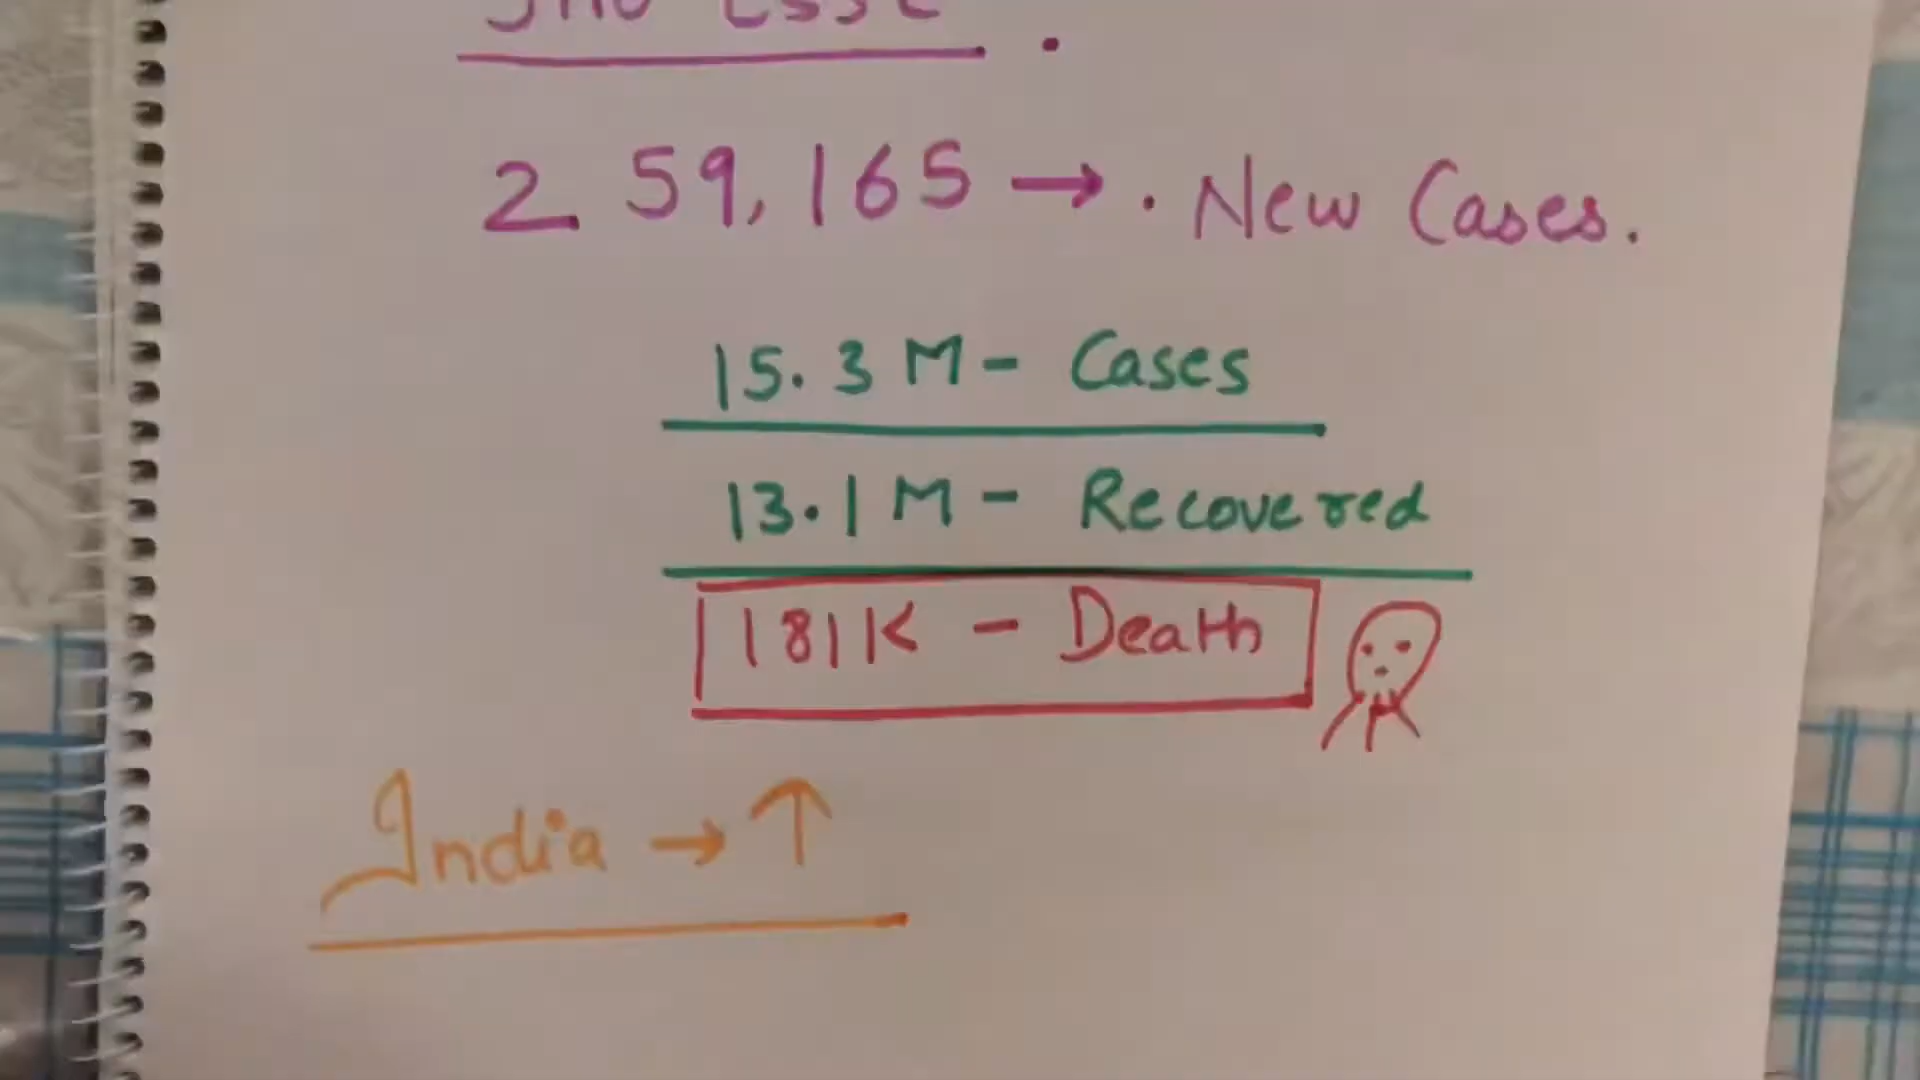 2 59,165 → . New Cases.
15.3 M - Cases
13.1 M - Recovered
181K - Death
India → ↑